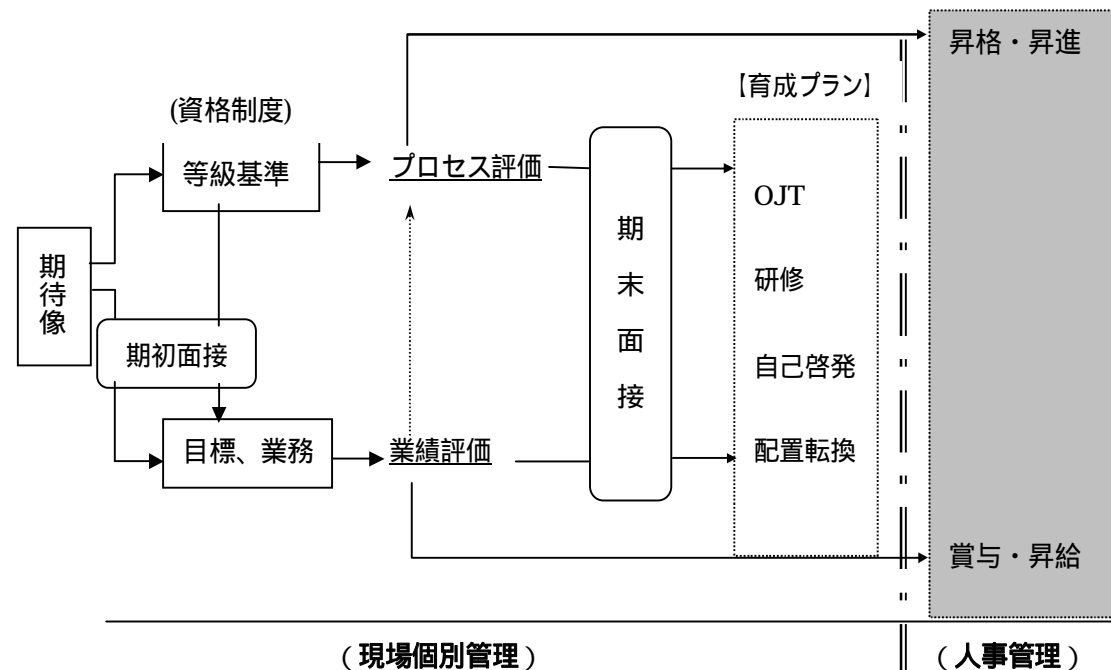 昇格・昇進
【育成プラン】
(資格制度)
等級基準
プロセス評価
OJT
期末面接
研修
期待像
期初面接
自己啓発
目標、業務
業績評価
配置転換
賞与・昇給
（現場個別管理）
（人事管理）